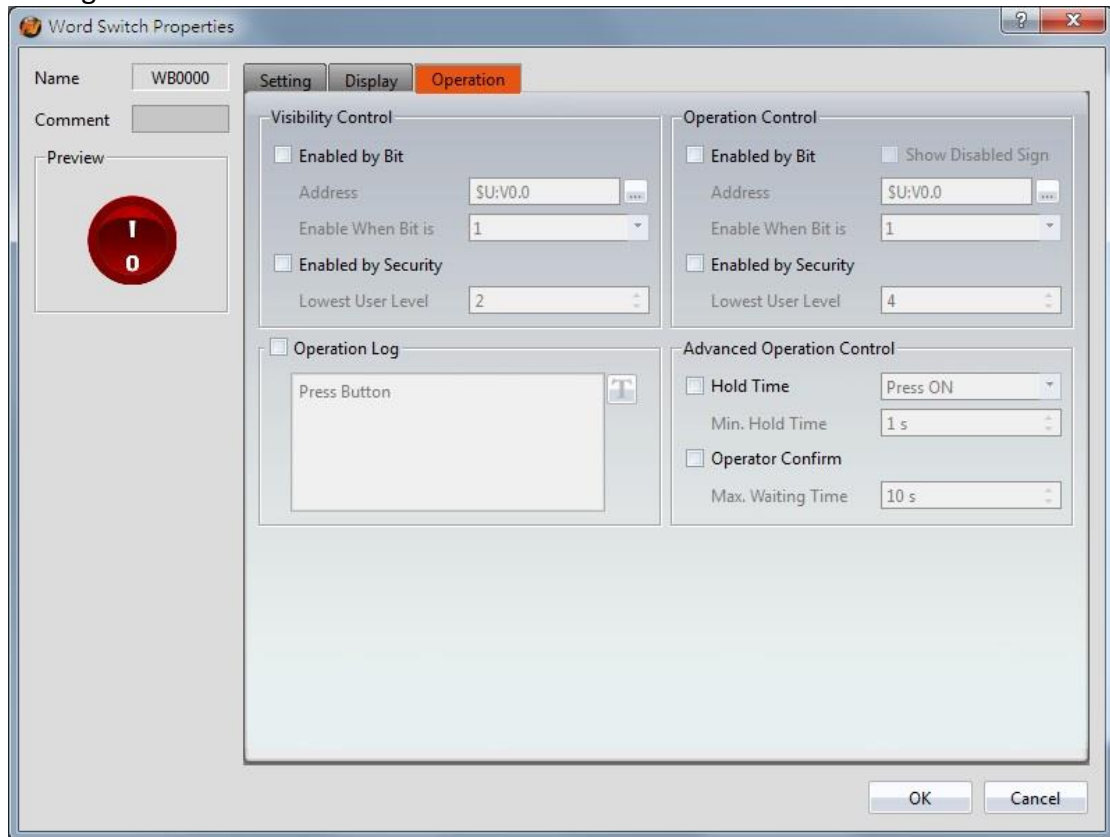 Word Switch Properties
Name WB0000
Comment
Preview
I
0
Setting Display Operation
Visibility Control
Enabled by Bit
Address $U:V0.0 ...
Enable When Bit is 1
Enabled by Security
Lowest User Level 2
Operation Control
Enabled by Bit Show Disabled Sign
Address $U:V0.0 ...
Enable When Bit is 1
Enabled by Security
Lowest User Level 4
Operation Log
Press Button T
Advanced Operation Control
Hold Time Press ON
Min. Hold Time 1 s
Operator Confirm
Max. Waiting Time 10 s
OK Cancel